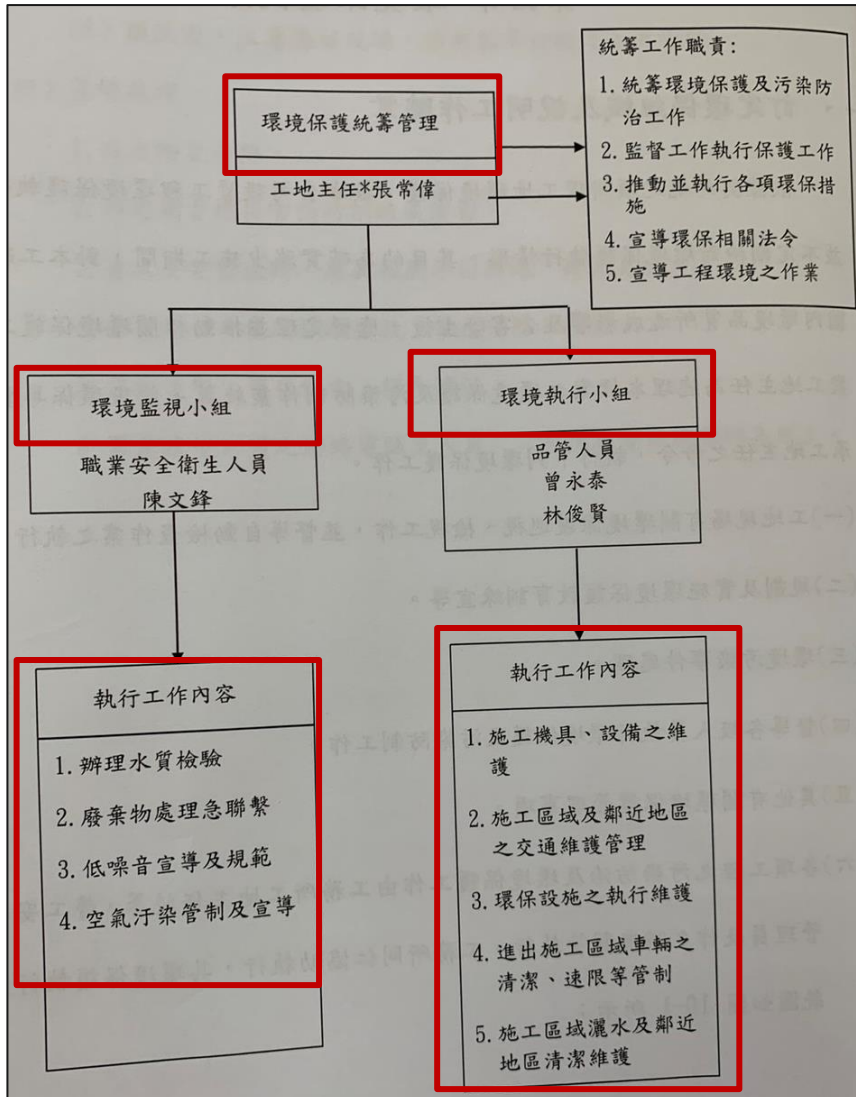 統籌工作職責:
1. 統籌環境保護及污染防
治工作
2. 監督工作執行保護工作
3. 推動並執行各項環保措
施
4. 宣導環保相關法令
5. 宣導工程環境之作業
環境保護統籌管理
工地主任*張常偉
環境監視小組
職業安全衛生人員
陳文鋒
環境執行小組
品管人員
曾永泰
林俊賢
執行工作內容
1. 辦理水質檢驗
2. 廢棄物處理急聯繫
3. 低噪音宣導及規範
4. 空氣汙染管制及宣導
執行工作內容
1. 施工機具、設備之維
護
2. 施工區域及鄰近地區
之交通維護管理
3. 環保設施之執行維護
4. 進出施工區域車輛之
清潔、速限等管制
5. 施工區域灑水及鄰近
地區清潔維護